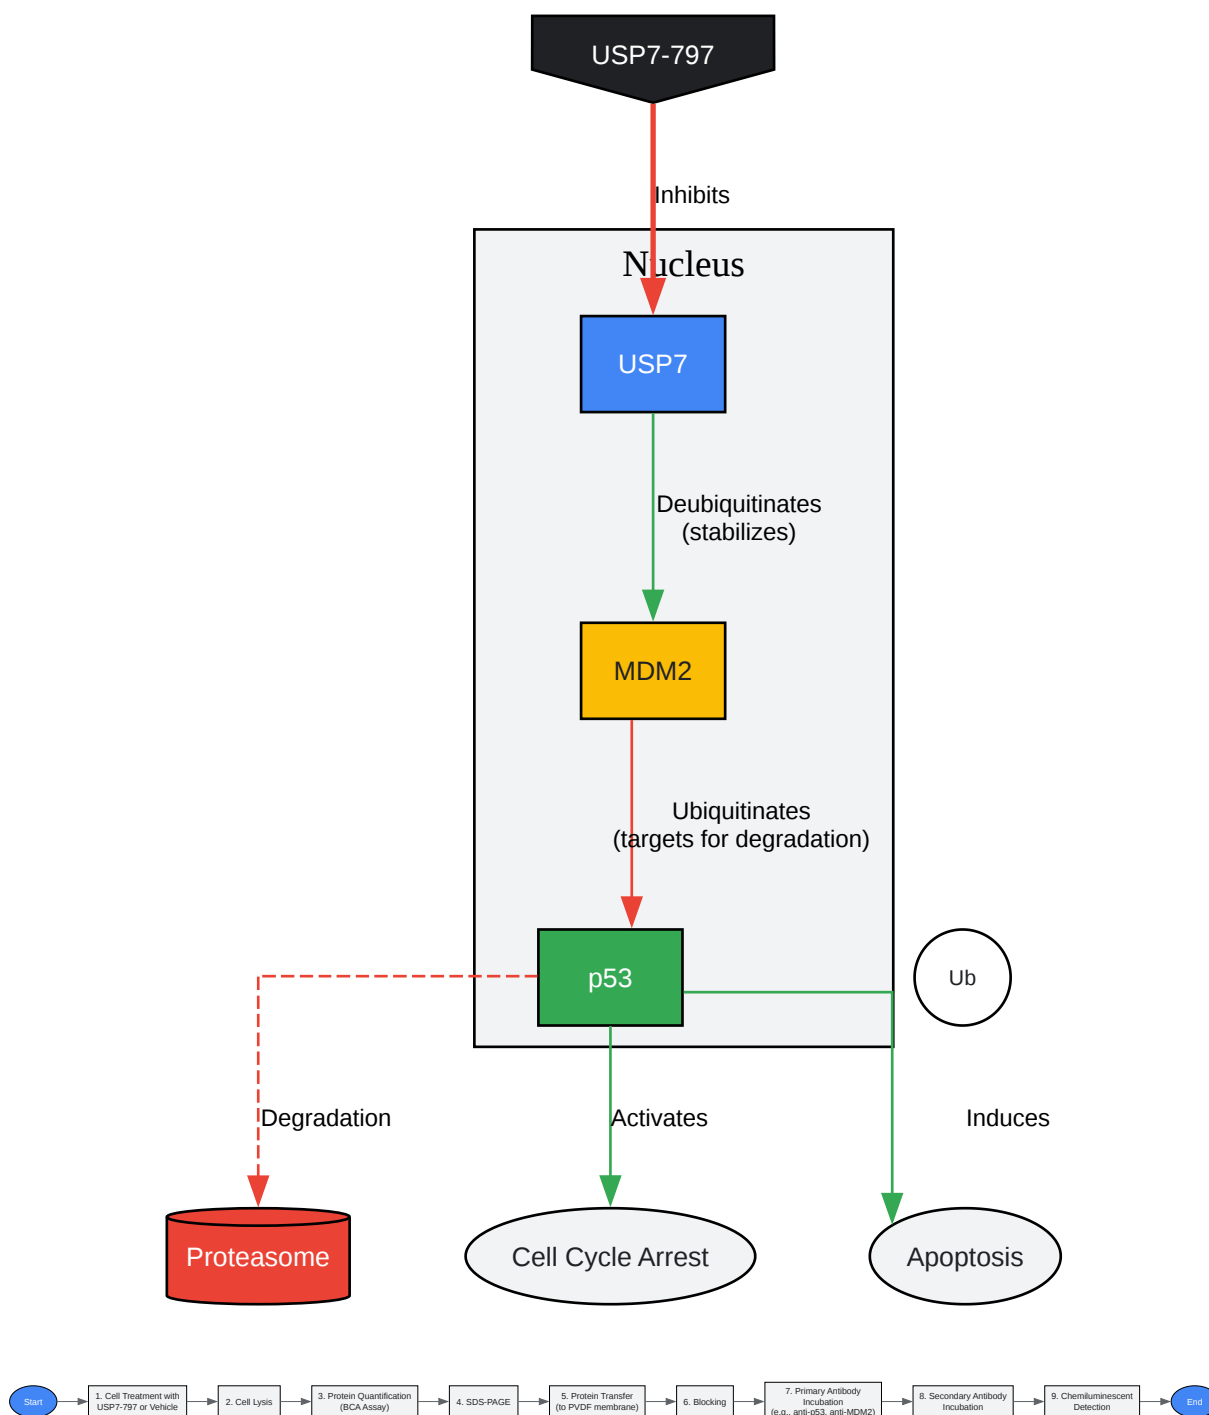 USP7-797
Inhibits
Nucleus
USP7
Deubiquitinates
(stabilizes)
MDM2
Ubiquitinates
(targets for degradation)
p53
Ub
Degradation
Activates
Induces
Proteasome
Cell Cycle Arrest
Apoptosis
Start
1. Cell Treatment with
USP7-797 or Vehicle
2. Cell Lysis
3. Protein Quantification
(BCA Assay)
4. SDS-PAGE
5. Protein Transfer
(to PVDF membrane)
6. Blocking
7. Primary Antibody
Incubation
(e.g., anti-p53, anti-MDM2)
8. Secondary Antibody
Incubation
9. Chemiluminescent
Detection
End